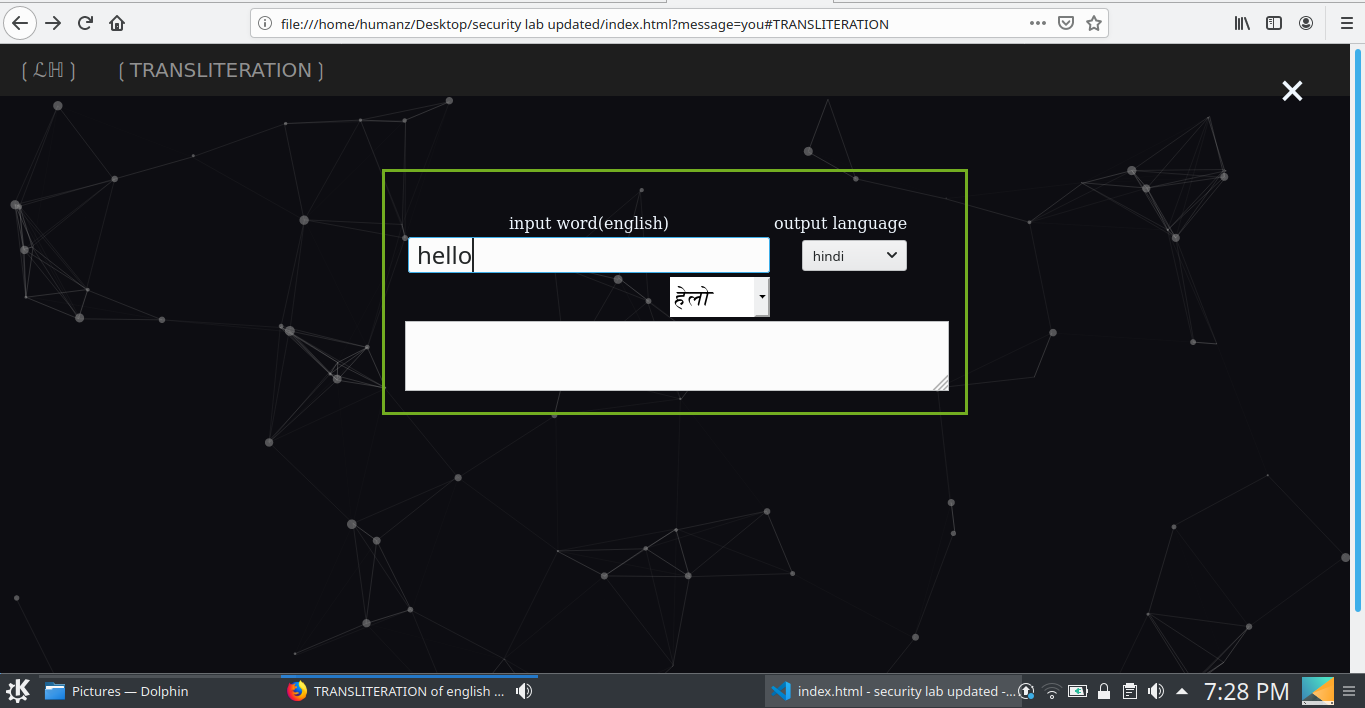 file:///home/humanz/Desktop/security lab updated/index.html?message=you#TRANSLITERATION
❲ℒℍ❳ ❲TRANSLITERATION❳
input word(english) output language
hello hindi
हेलो
Pictures — Dolphin TRANSLITERATION of english ... index.html - security lab updated -... 7:28 PM